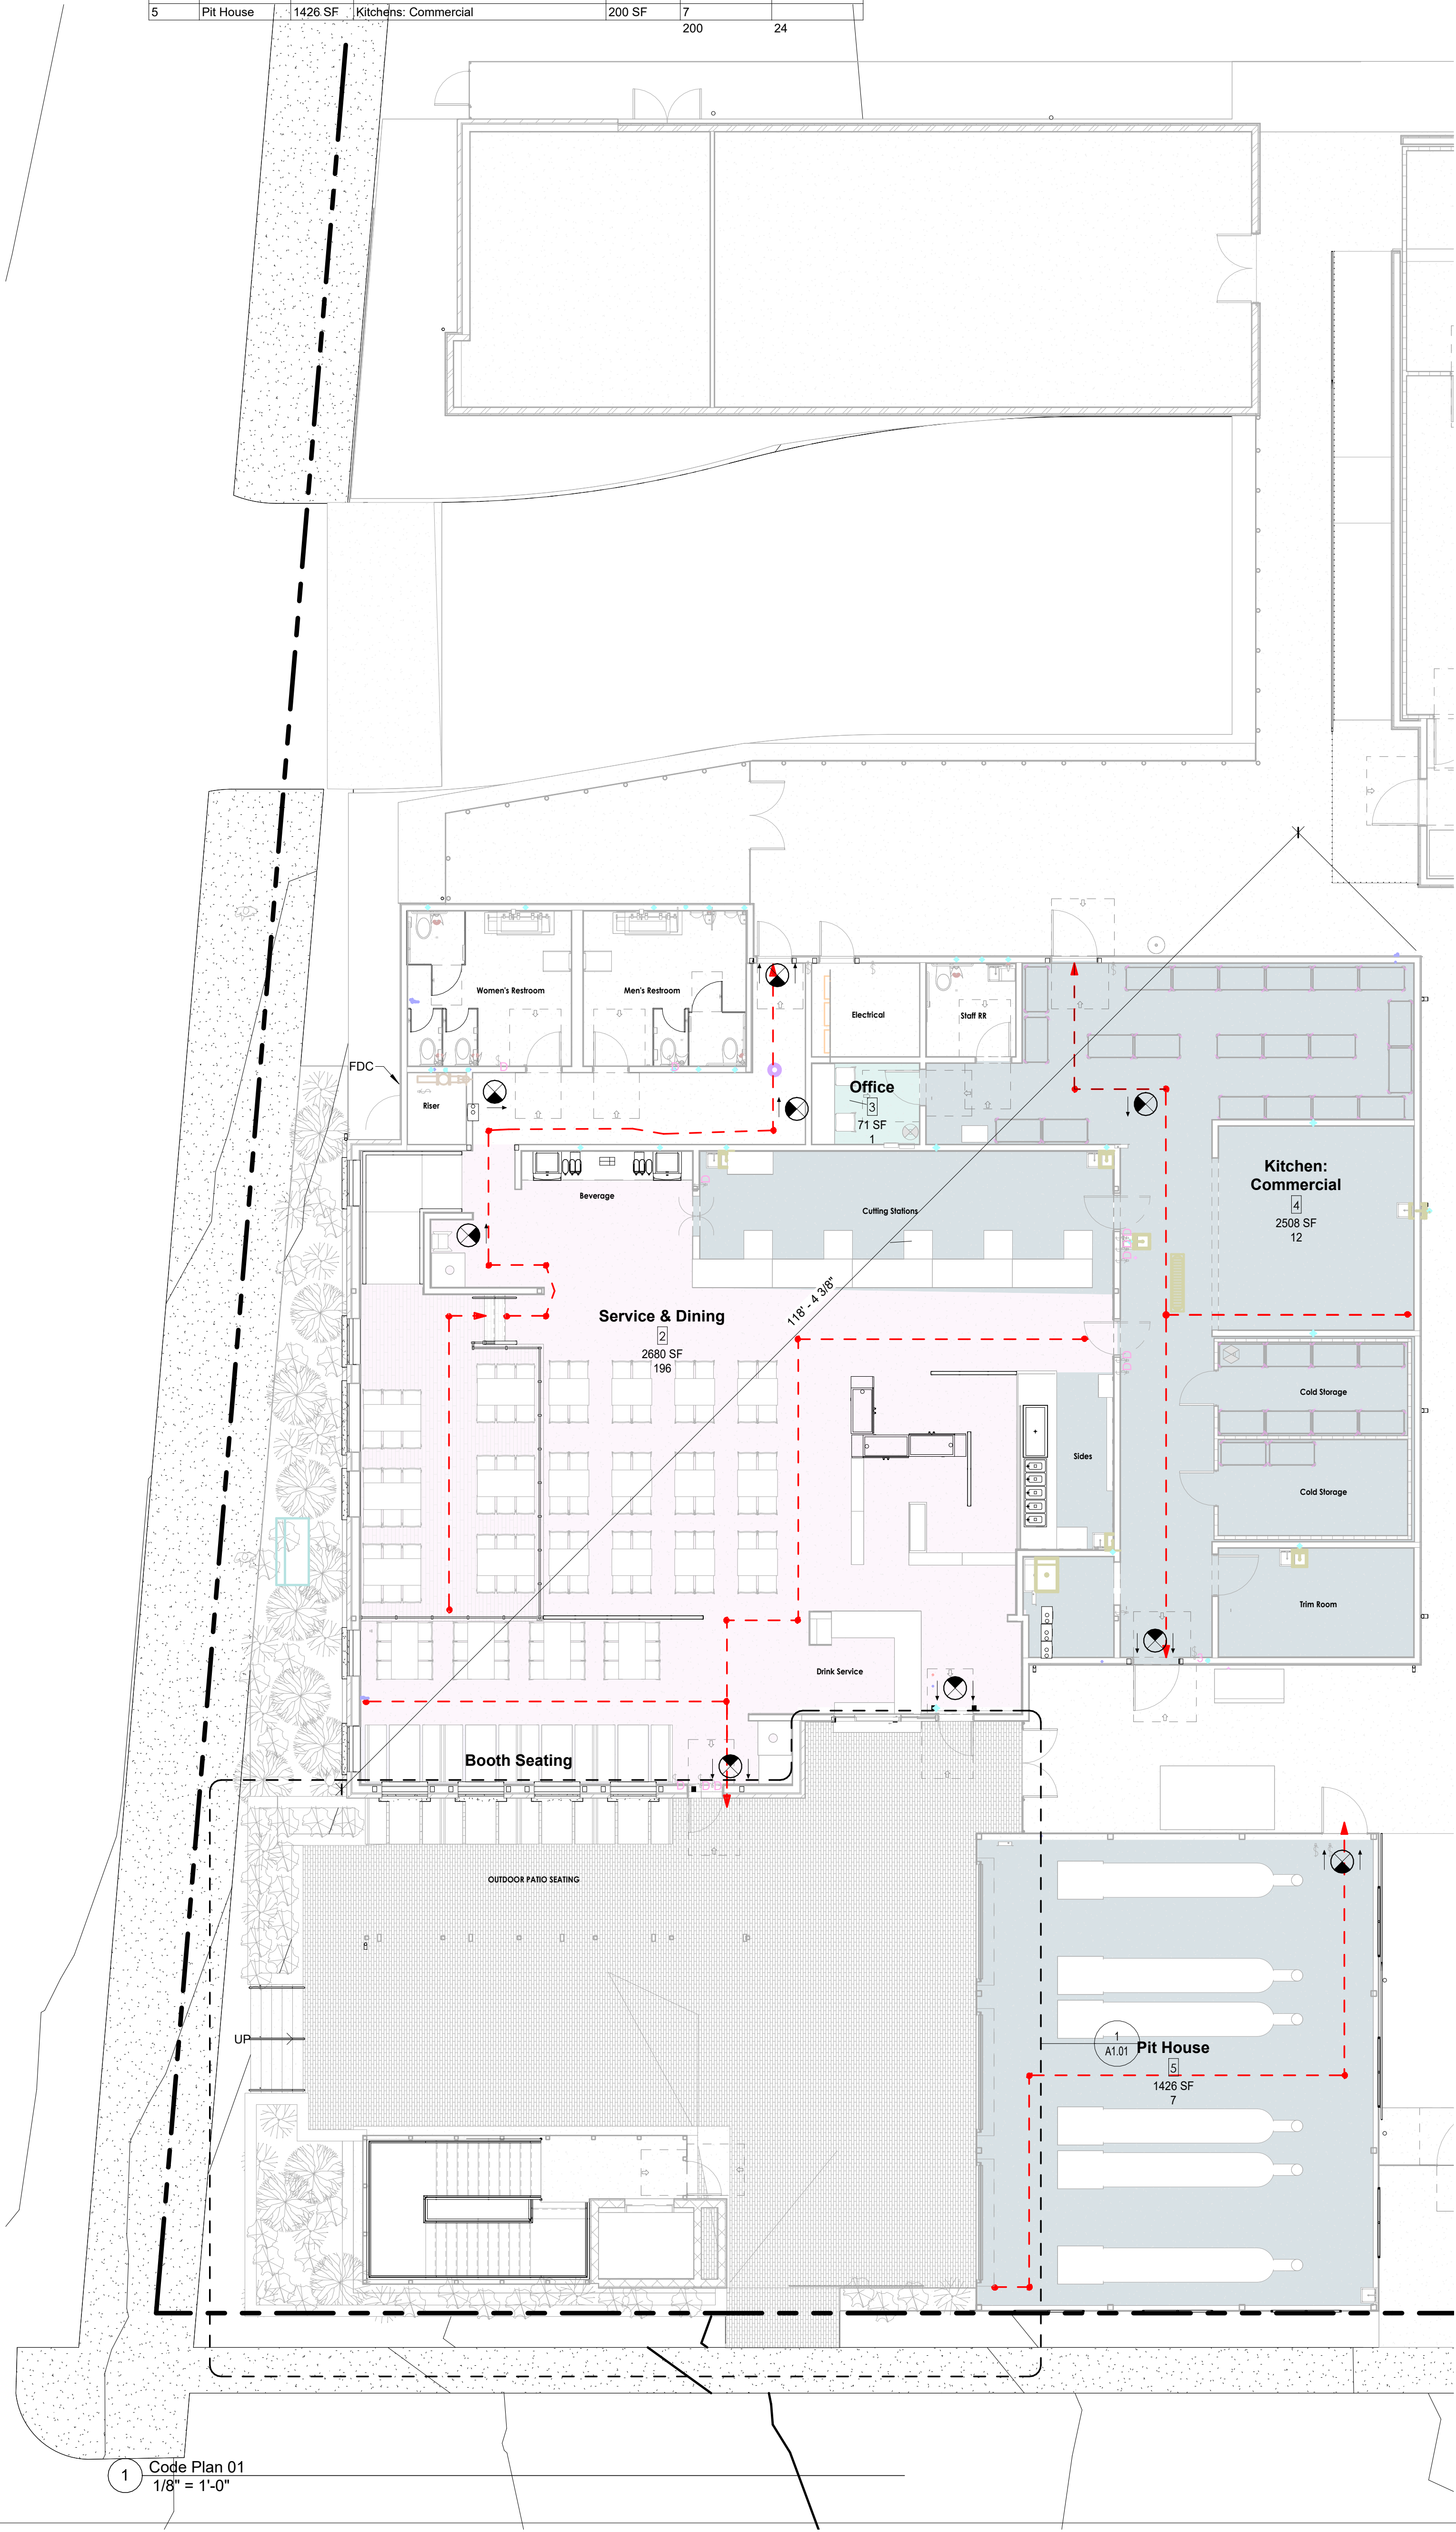 5 Pit House 1426 SF Kitchens: Commercial 200 SF 7
200 24
Women's Restroom
Men's Restroom
Electrical
Staff RR
FDC
Riser
Office
3
71 SF
1
Kitchen:
Commercial
4
2508 SF
12
Beverage
Cutting Stations
118' - 4 3/8"
Service & Dining
2
2680 SF
196
Cold Storage
Sides
Cold Storage
Trim Room
Drink Service
Booth Seating
OUTDOOR PATIO SEATING
UP
1
A1.01
Pit House
5
1426 SF
7
1
Code Plan 01
1/8" = 1'-0"